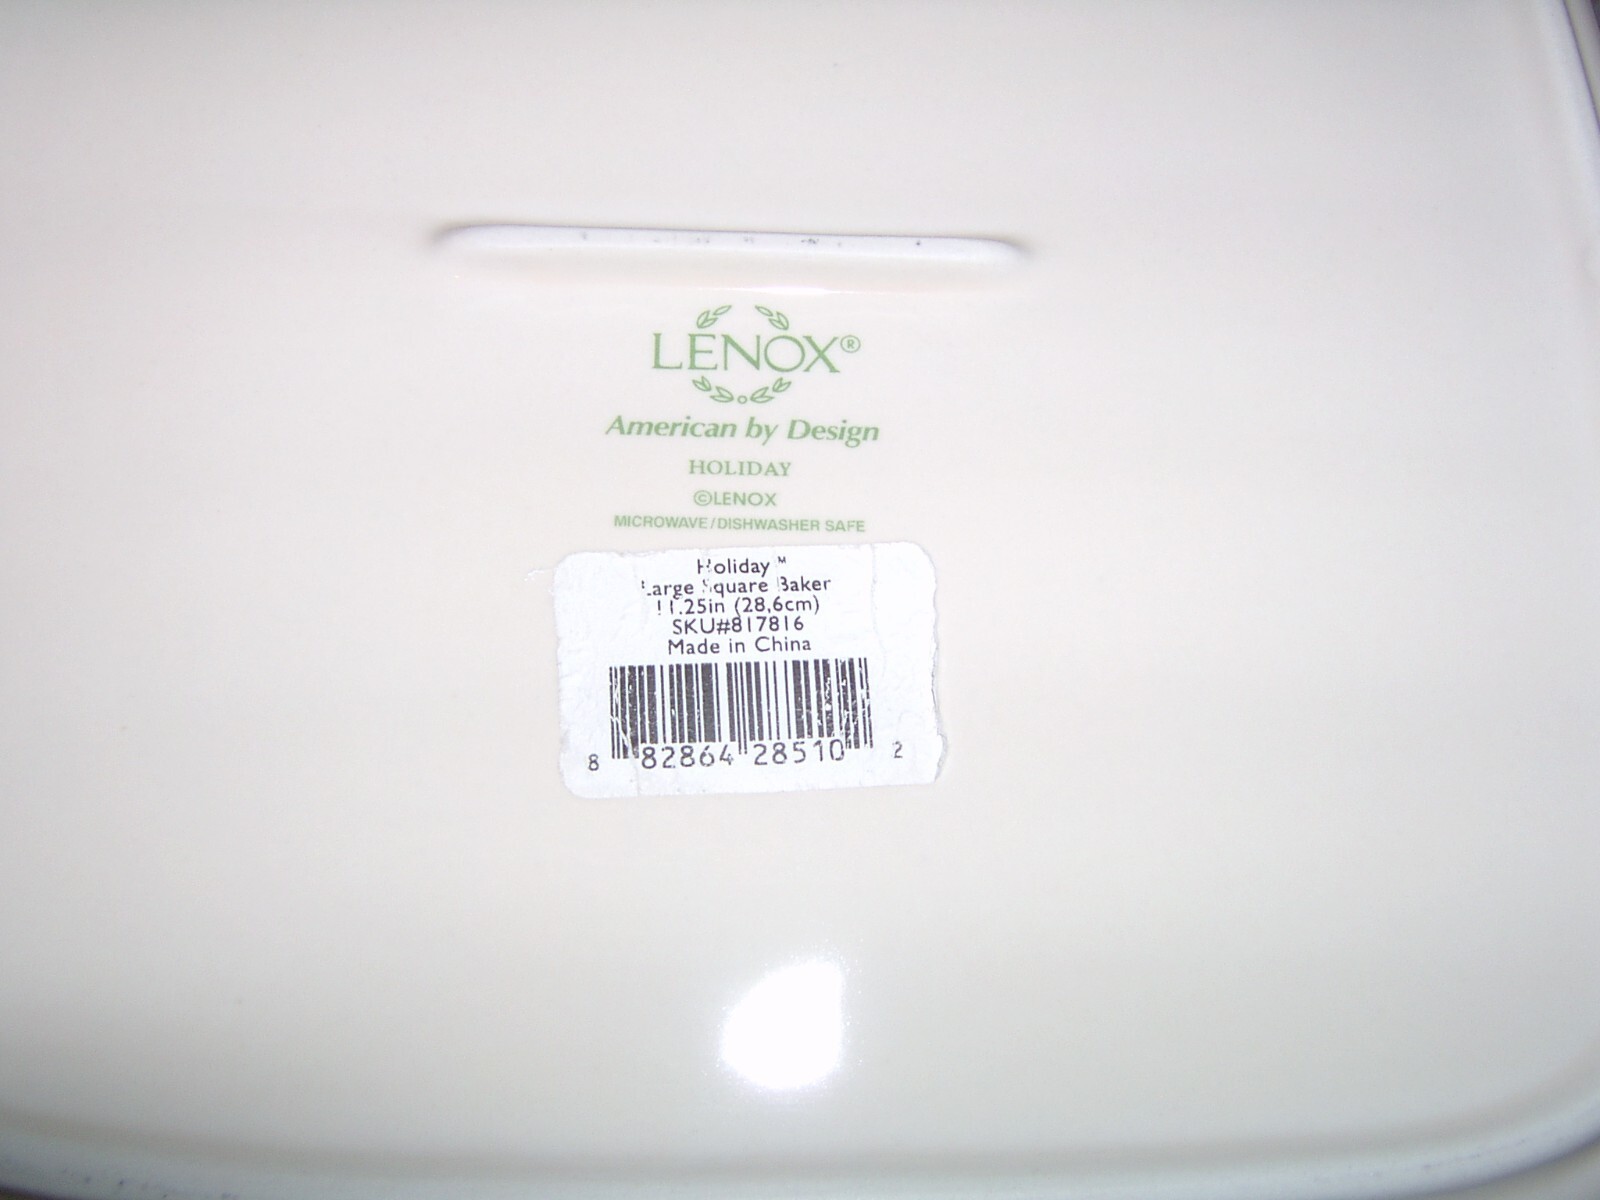 LENOX®
American by Design
HOLIDAY
©LENOX
MICROWAVE/DISHWASHER SAFE
Holiday™
Large Square Baker
11.25in (28,6cm)
SKU#817816
Made in China
8 82864 28510 2